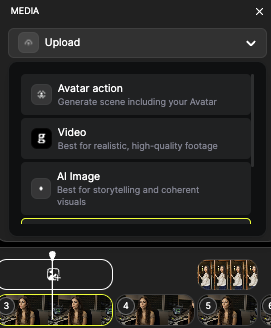 MEDIA
Upload
Avatar action
Generate scene including your Avatar
g
Video
Best for realistic, high-quality footage
AI Image
Best for storytelling and coherent
visuals
3
4
5
6